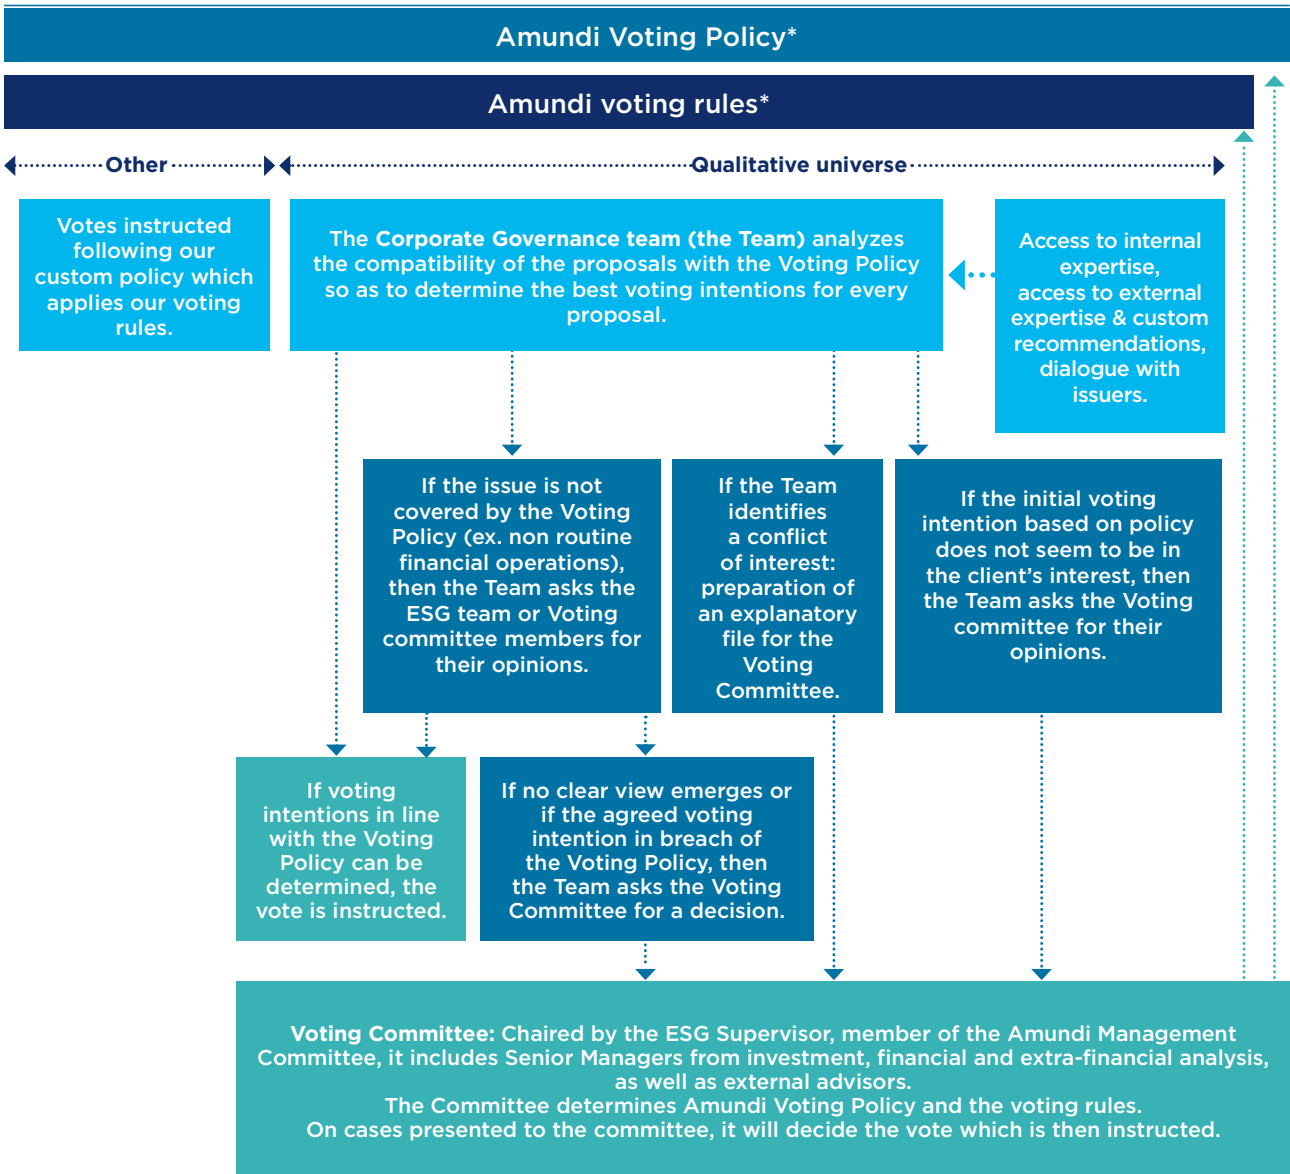 Amundi Voting Policy*
Amundi voting rules*
Other
Qualitative universe
Votes instructed
following our
custom policy which
applies our voting
rules.
The Corporate Governance team (the Team) analyzes
the compatibility of the proposals with the Voting Policy
so as to determine the best voting intentions for every
proposal.
Access to internal
expertise,
access to external
expertise & custom
recommendations,
dialogue with
issuers.
If the issue is not
covered by the Voting
Policy (ex. non routine
financial operations),
then the Team asks the
ESG team or Voting
committee members for
their opinions.
If the Team
identifies
a conflict
of interest:
preparation of
an explanatory
file for the
Voting
Committee.
If the initial voting
intention based on policy
does not seem to be in
the client’s interest, then
the Team asks the Voting
committee for their
opinions.
If voting
intentions in line
with the Voting
Policy can be
determined, the
vote is instructed.
If no clear view emerges or
if the agreed voting
intention in breach of
the Voting Policy, then
the Team asks the Voting
Committee for a decision.
Voting Committee: Chaired by the ESG Supervisor, member of the Amundi Management
Committee, it includes Senior Managers from investment, financial and extra-financial analysis,
as well as external advisors.
The Committee determines Amundi Voting Policy and the voting rules.
On cases presented to the committee, it will decide the vote which is then instructed.